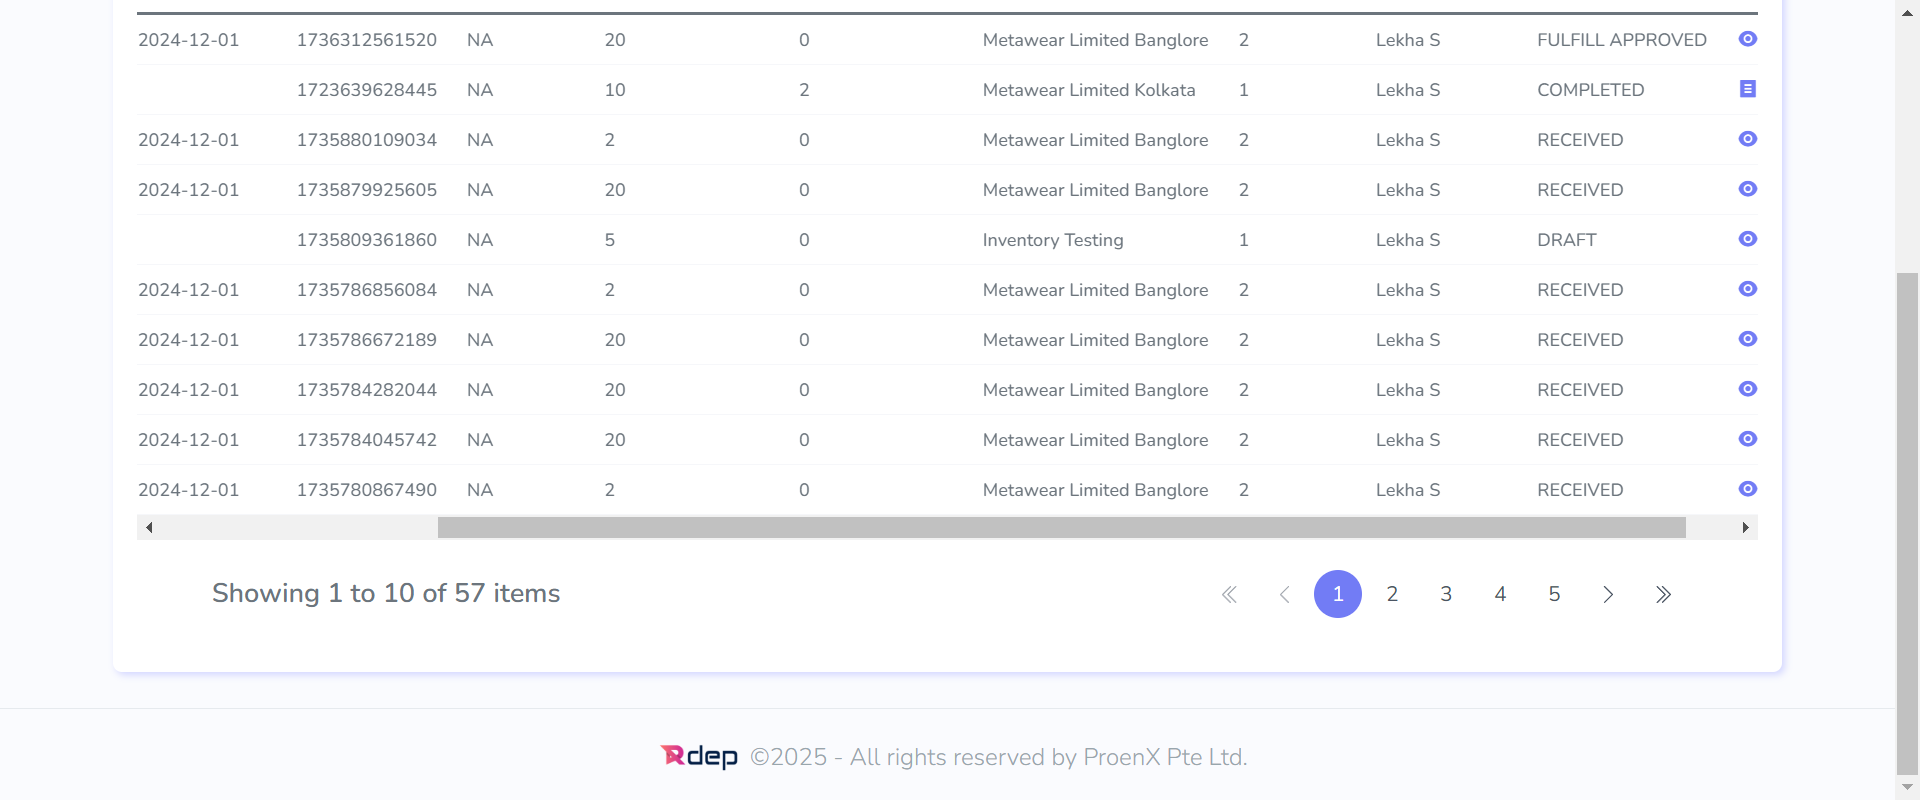 2024-12-01 1736312561520 NA 20 0 Metawear Limited Banglore 2 Lekha S FULFILL APPROVED
1723639628445 NA 10 2 Metawear Limited Kolkata 1 Lekha S COMPLETED
2024-12-01 1735880109034 NA 2 0 Metawear Limited Banglore 2 Lekha S RECEIVED
2024-12-01 1735879925605 NA 20 0 Metawear Limited Banglore 2 Lekha S RECEIVED
1735809361860 NA 5 0 Inventory Testing 1 Lekha S DRAFT
2024-12-01 1735786856084 NA 2 0 Metawear Limited Banglore 2 Lekha S RECEIVED
2024-12-01 1735786672189 NA 20 0 Metawear Limited Banglore 2 Lekha S RECEIVED
2024-12-01 1735784282044 NA 20 0 Metawear Limited Banglore 2 Lekha S RECEIVED
2024-12-01 1735784045742 NA 20 0 Metawear Limited Banglore 2 Lekha S RECEIVED
2024-12-01 1735780867490 NA 2 0 Metawear Limited Banglore 2 Lekha S RECEIVED
Showing 1 to 10 of 57 items 1 2 3 4 5
Rdep ©2025 - All rights reserved by ProenX Pte Ltd.